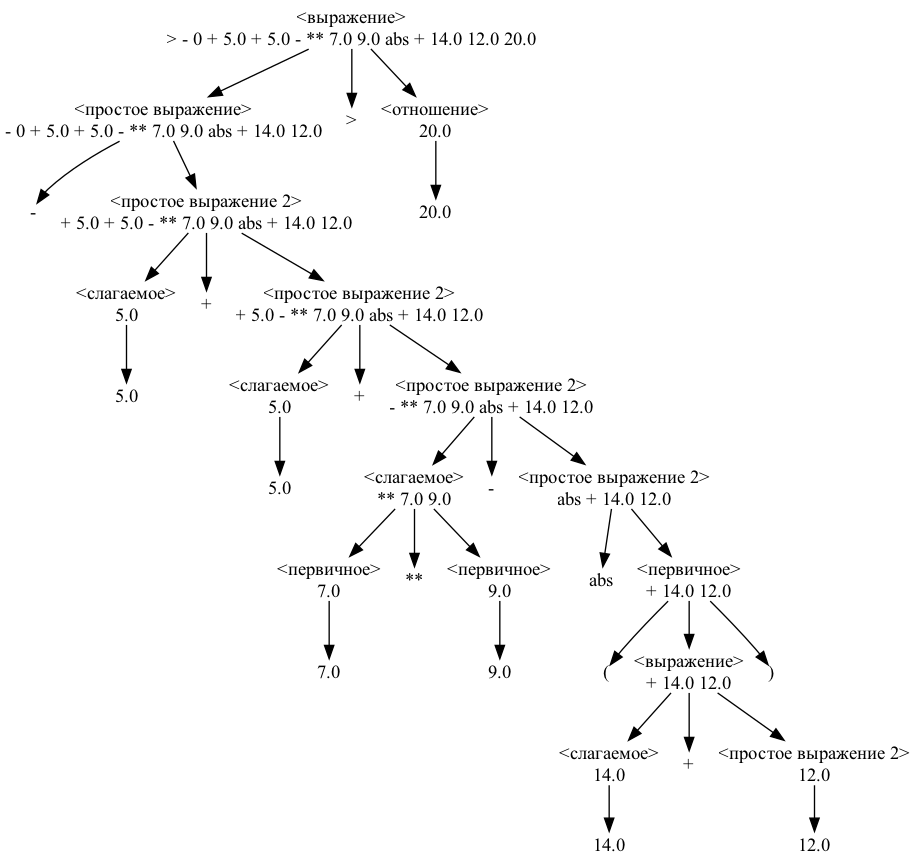 <выражение>
> - 0 + 5.0 + 5.0 - ** 7.0 9.0 abs + 14.0 12.0 20.0
<простое выражение>
- 0 + 5.0 + 5.0 - ** 7.0 9.0 abs + 14.0 12.0
>
<отношение>
20.0
-
<простое выражение 2>
+ 5.0 + 5.0 - ** 7.0 9.0 abs + 14.0 12.0
20.0
<слагаемое>
5.0
+
<простое выражение 2>
+ 5.0 - ** 7.0 9.0 abs + 14.0 12.0
5.0
<слагаемое>
5.0
+
<простое выражение 2>
- ** 7.0 9.0 abs + 14.0 12.0
5.0
<слагаемое>
** 7.0 9.0
-
<простое выражение 2>
abs + 14.0 12.0
<первичное>
7.0
**
<первичное>
9.0
abs
<первичное>
+ 14.0 12.0
7.0
9.0
(
<выражение>
+ 14.0 12.0
)
<слагаемое>
14.0
+
<простое выражение 2>
12.0
14.0
12.0